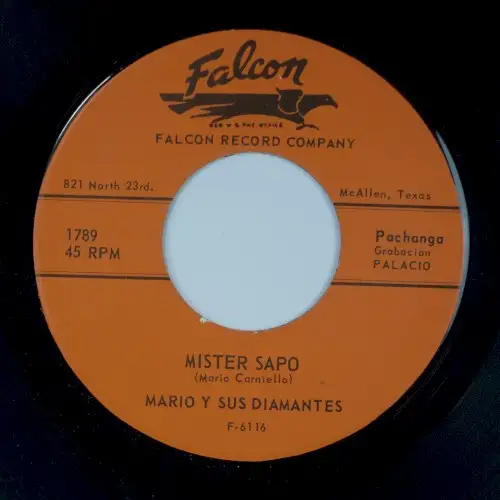 Falcon
FALCON RECORD COMPANY
821 North 23rd.
McAllen, Texas
1789
45 RPM
Pachanga
Grabacion
PALACIO
MISTER SAPO
(Mario Carniello)
MARIO Y SUS DIAMANTES
F-6116